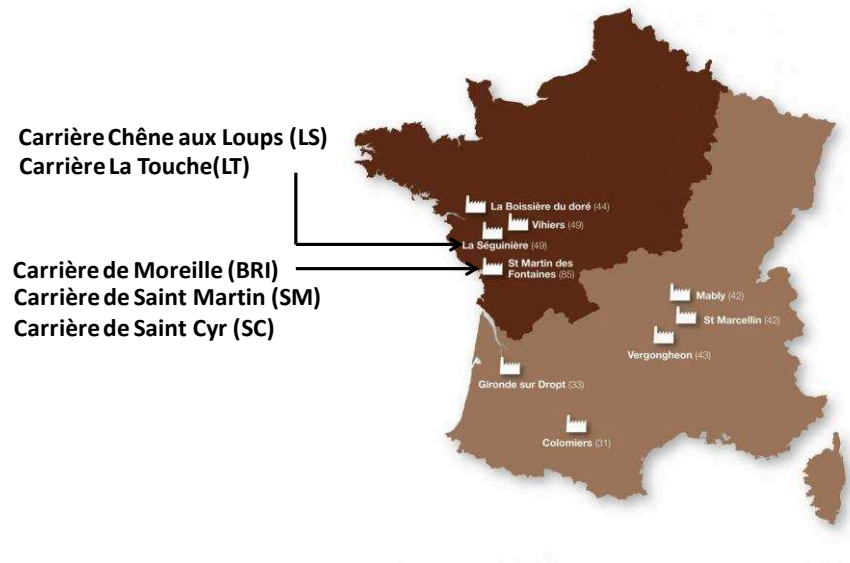 Carrière Chêne aux Loups (LS)
Carrière La Touche(LT)
Carrière de Moreille (BRI)
Carrière de Saint Martin (SM)
Carrière de Saint Cyr (SC)
La Boissière du doré (44)
Vihiers (49)
La Séguinière (49)
St Martin des
Fontaines (85)
Mably (42)
St Marcellin (42)
Vergongheon (43)
Gironde sur Dropt (33)
Colomiers (31)